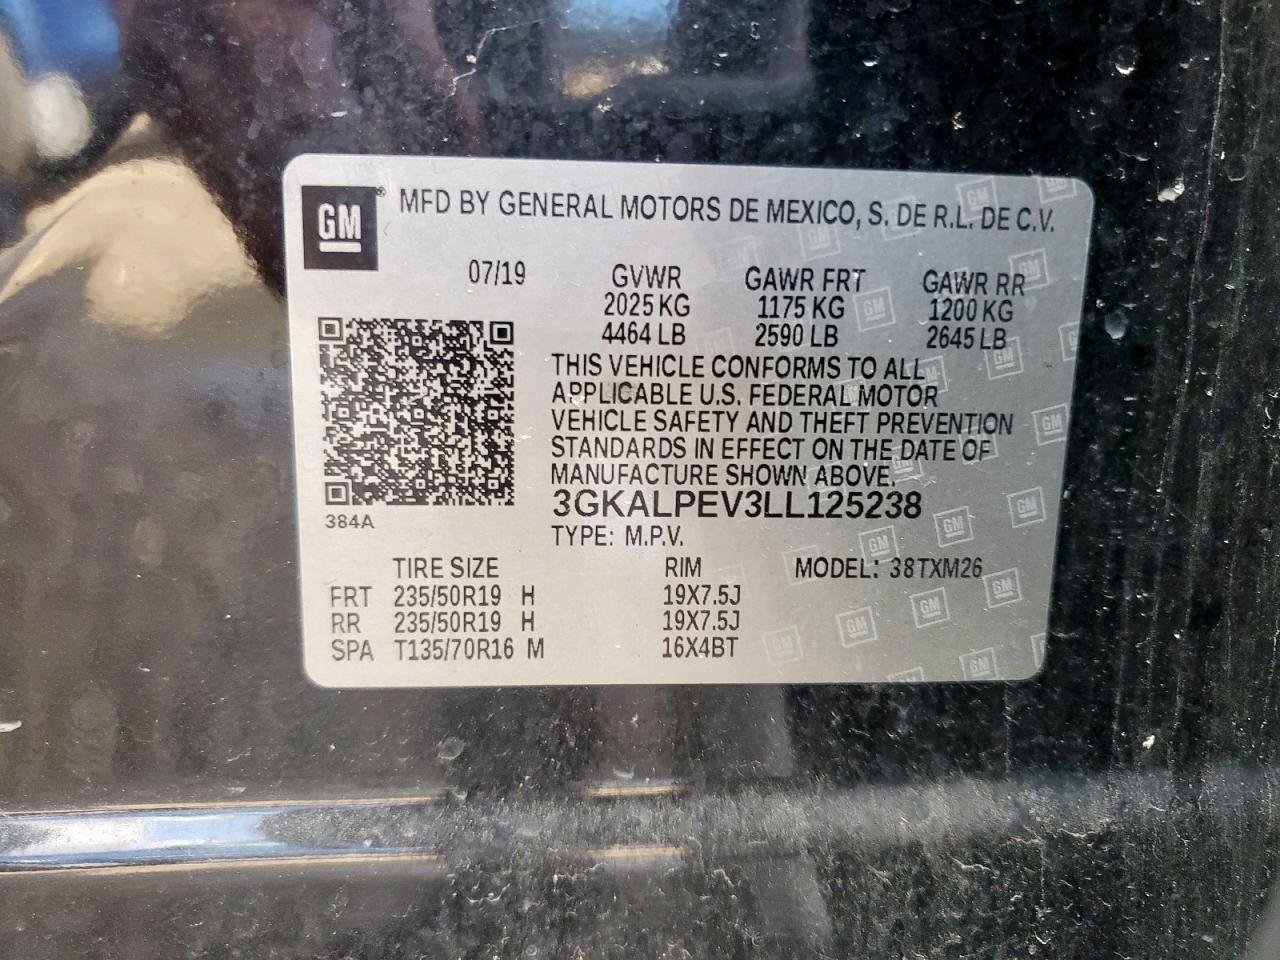 GM MFD BY GENERAL MOTORS DE MEXICO, S. DE R.L. DE C.V.
07/19 GVWR GAWR FRT GAWR RR
2025 KG 1175 KG 1200 KG
4464 LB 2590 LB 2645 LB
THIS VEHICLE CONFORMS TO ALL
APPLICABLE U.S. FEDERAL MOTOR
VEHICLE SAFETY AND THEFT PREVENTION
STANDARDS IN EFFECT ON THE DATE OF
MANUFACTURE SHOWN ABOVE.
3GKALPEV3LL125238
384A
TYPE: M.P.V.
TIRE SIZE RIM MODEL: 38TXM26
FRT 235/50R19 H 19X7.5J
RR 235/50R19 H 19X7.5J
SPA T135/70R16 M 16X4BT